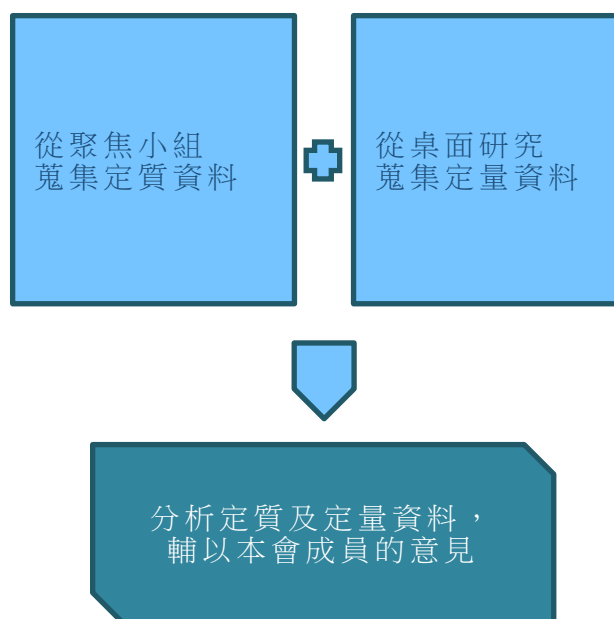 從聚焦小組
蒐集定質資料
從桌面研究
蒐集定量資料
分析定質及定量資料，
輔以本會成員的意見